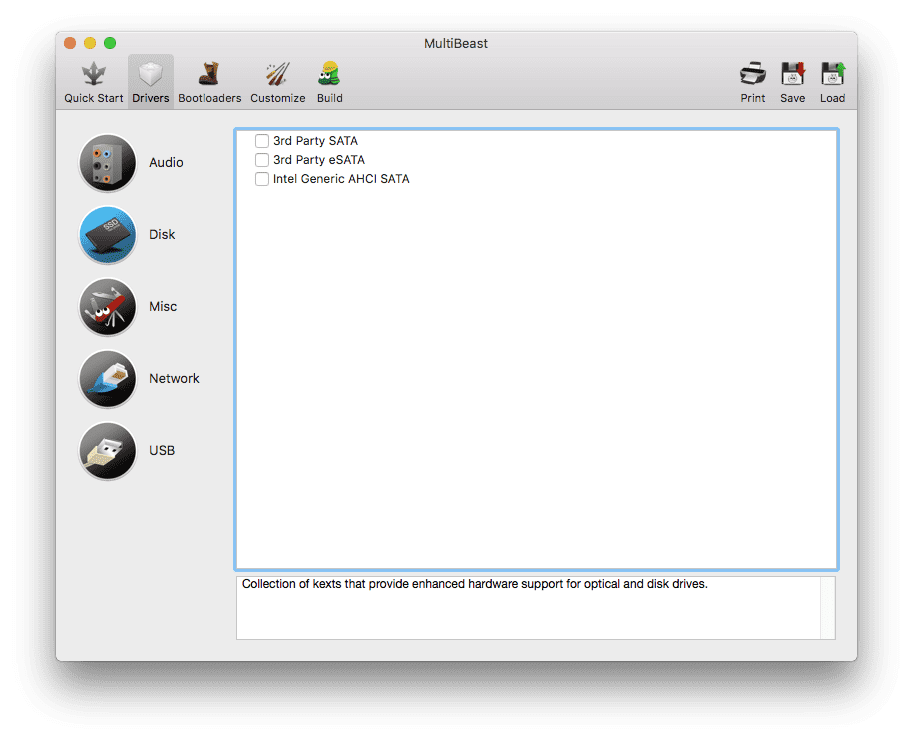 MultiBeast
Quick Start Drivers Bootloaders Customize Build Print Save Load
Audio
Disk
Misc
Network
USB
SSD
3rd Party SATA
3rd Party eSATA
Intel Generic AHCI SATA
Collection of kexts that provide enhanced hardware support for optical and disk drives.